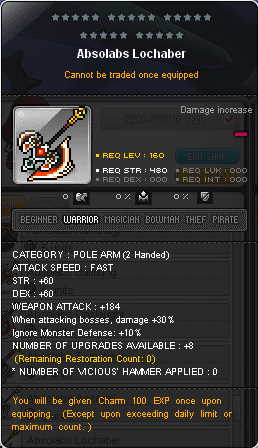 Absolabs Lochaber
Cannot be traded once equipped
Damage increase
REQ LEV : 160
REQ STR : 480 REQ LUK : 000
REQ DEX : 000 REQ INT : 000
0 0 % 0 %
BEGINNER WARRIOR MAGICIAN BOWMAN THIEF PIRATE
CATEGORY : POLE ARM (2 Handed)
ATTACK SPEED : FAST
STR : +60
DEX : +60
WEAPON ATTACK : +184
When attacking bosses, damage +30%
Ignore Monster Defense: +10%
NUMBER OF UPGRADES AVAILABLE : +8
(Remaining Restoration Count: 0)
* NUMBER OF VICIOUS' HAMMER APPLIED : 0
You will be given Charm 100 EXP once upon
equipping. (Except upon exceeding daily limit or
maximum count. )
Absolabs Lochaber